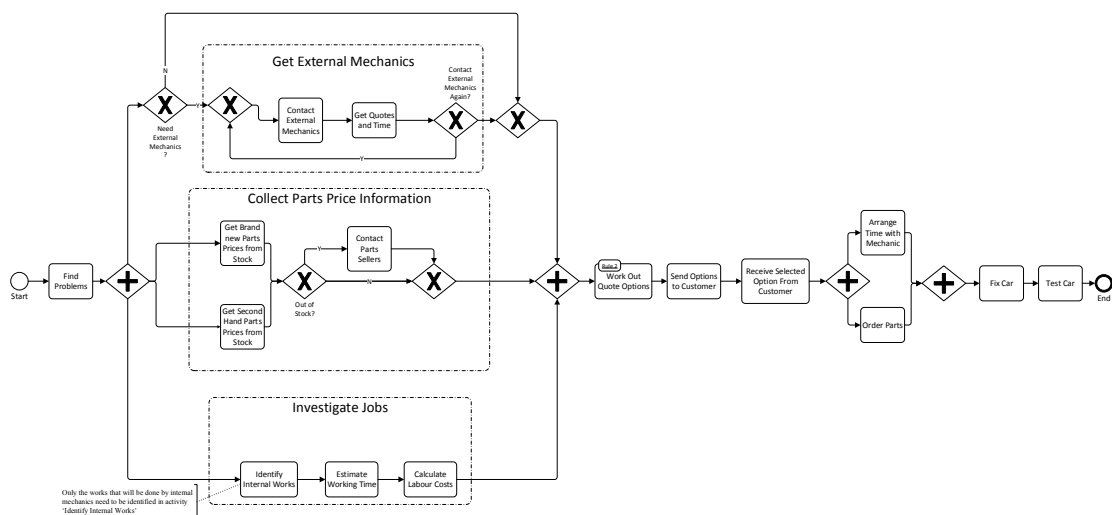 N
Get External Mechanics
Contact
External
Mechanics
Again?
Y
Need
External
Mechanics
?
Contact
External
Mechanics
Get Quotes
and Time
Y
Collect Parts Price Information
Get Brand
new Parts
Prices from
Stock
Contact
Parts
Sellers
Y
N
Out of
Stock?
Get Second
Hand Parts
Prices from
Stock
Start
Find
Problems
Work Out
Quote Options
Send Options
to Customer
Receive Selected
Option From
Customer
Arrange
Time with
Mechanic
Order Parts
Fix Car
Test Car
End
Investigate Jobs
Identify
Internal Works
Estimate
Working Time
Calculate
Labour Costs
Only the works that will be done by internal
mechanics need to be identified in activity
‘Identify Internal Works’